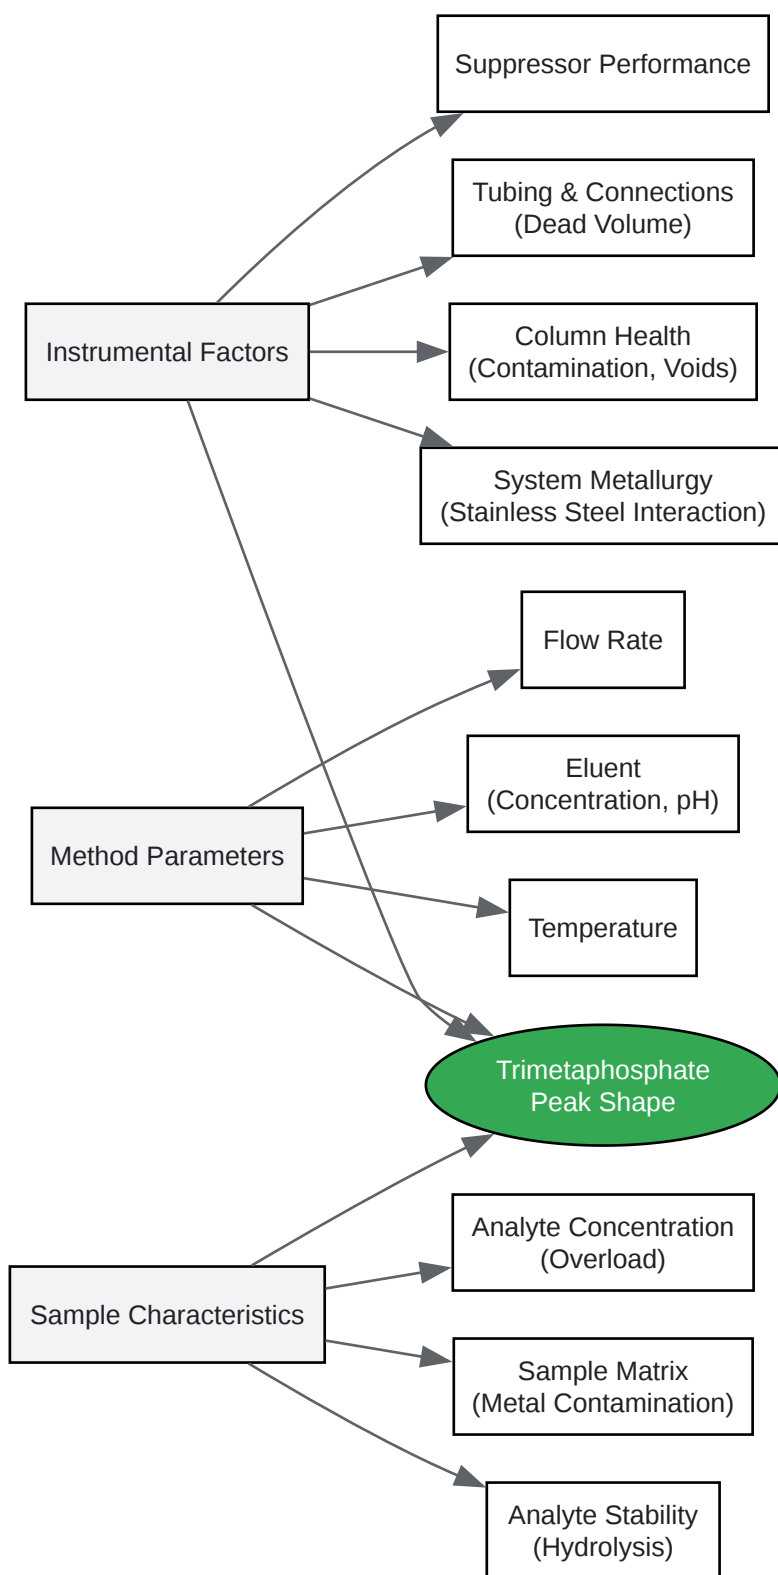 Suppressor Performance
Tubing & Connections
(Dead Volume)
Instrumental Factors
Column Health
(Contamination, Voids)
System Metallurgy
(Stainless Steel Interaction)
Flow Rate
Eluent
(Concentration, pH)
Method Parameters
Temperature
Trimetaphosphate
Peak Shape
Analyte Concentration
(Overload)
Sample Characteristics
Sample Matrix
(Metal Contamination)
Analyte Stability
(Hydrolysis)